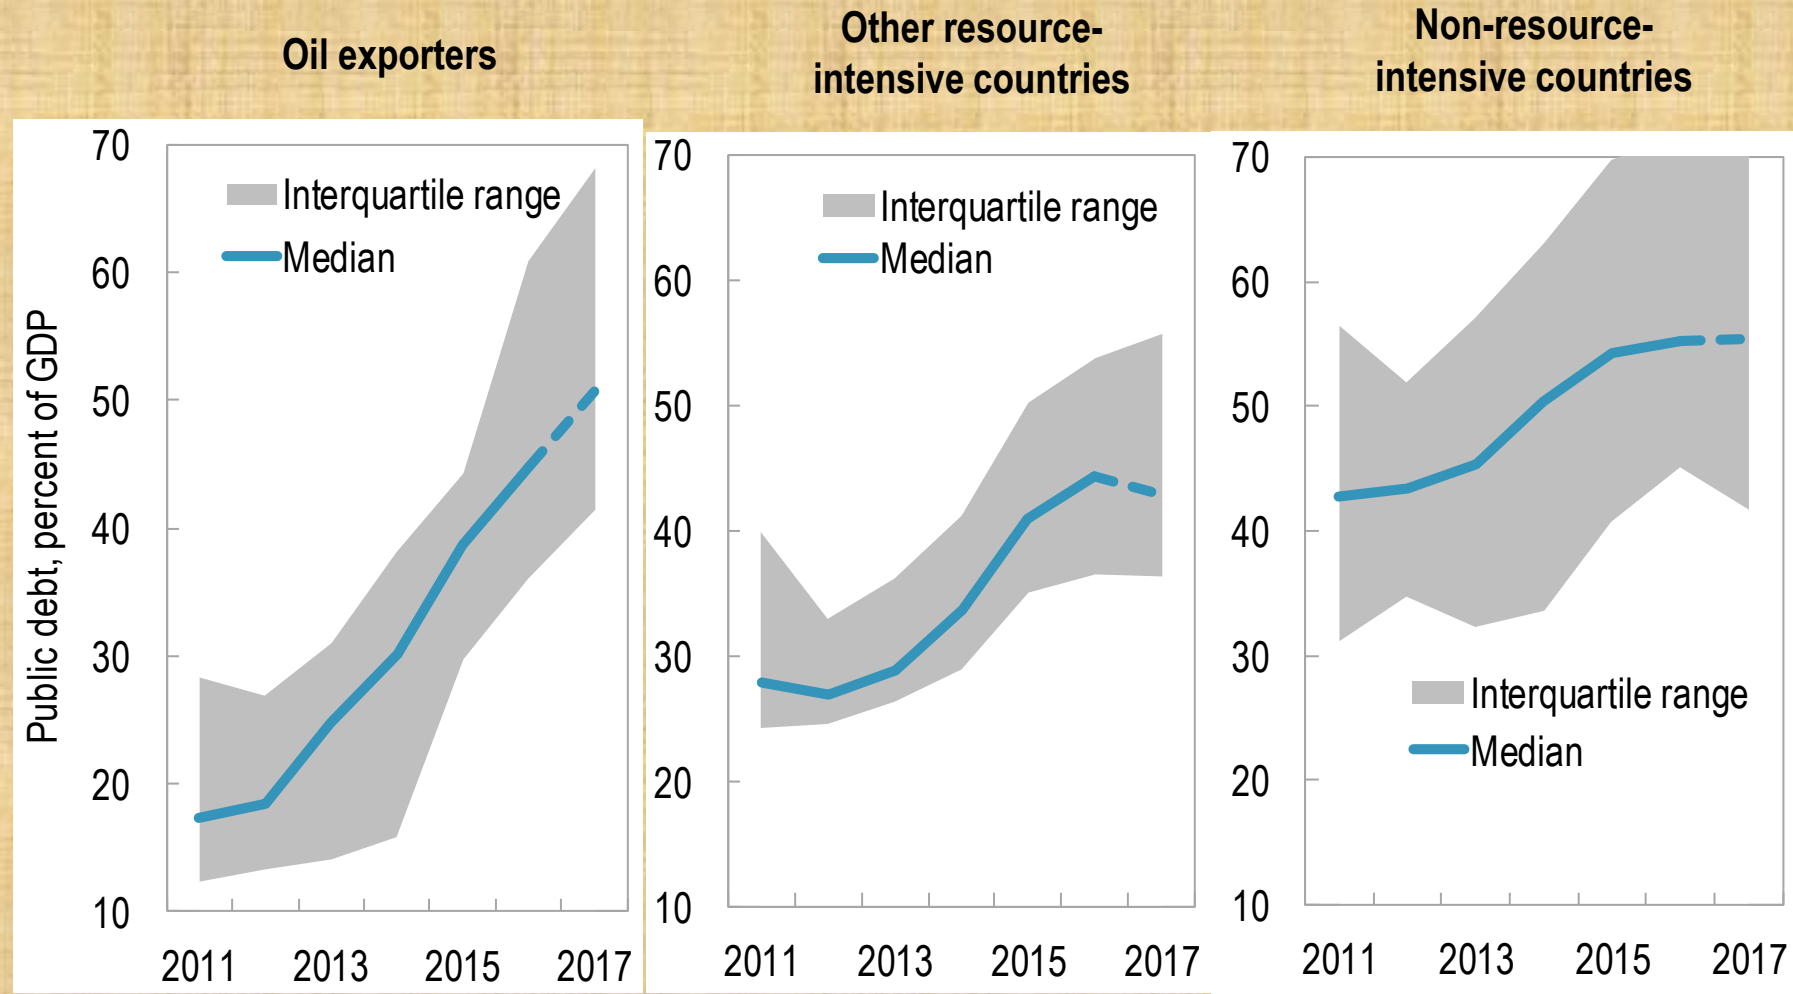 Oil exporters
Other resource-
intensive countries
Non-resource-
intensive countries
Public debt, percent of GDP
70
60
50
40
30
20
10
Interquartile range
Median
2011 2013 2015 2017
70
60
50
40
30
20
10
Interquartile range
Median
2011 2013 2015 2017
70
60
50
40
30
20
10
Interquartile range
Median
2011 2013 2015 2017